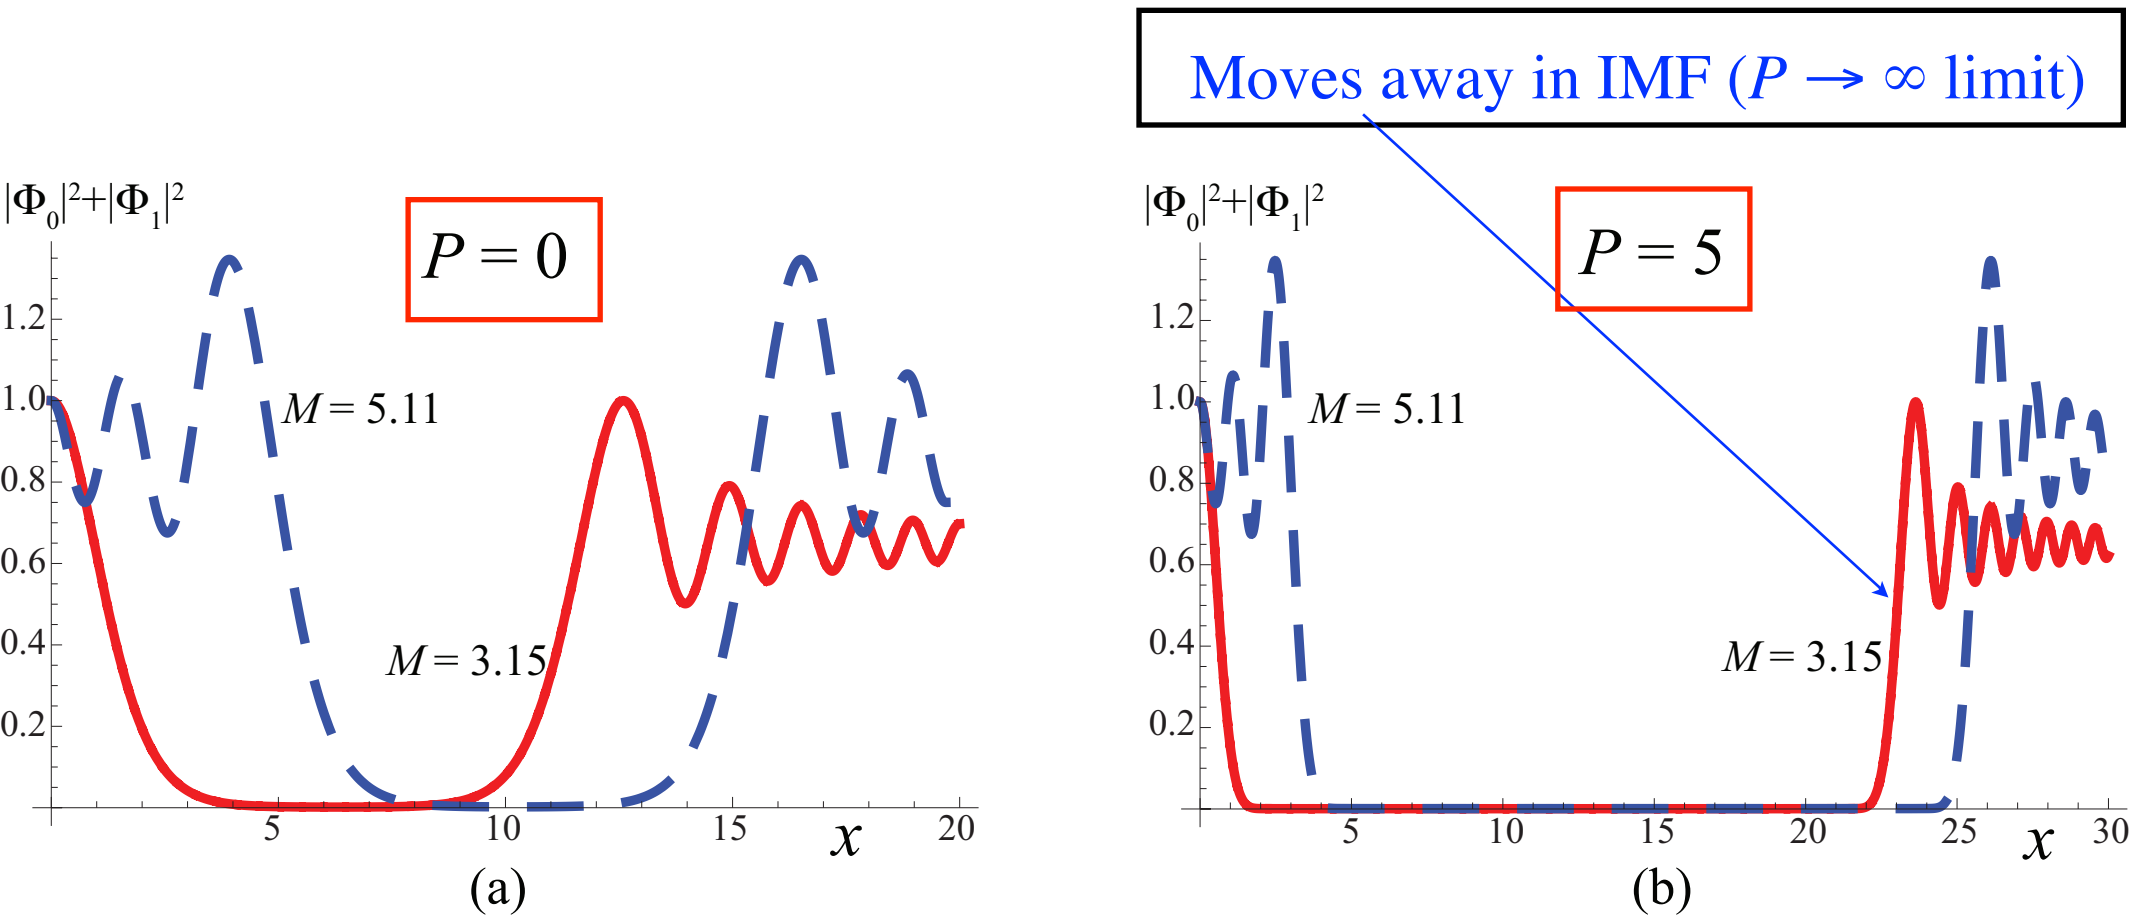 Moves away in IMF (P → ∞ limit)
|Φ₀|²+|Φ₁|²
P = 0
1.2
1.0
0.8
0.6
0.4
0.2
M = 5.11
M = 3.15
5
10
15
20
x
(a)
|Φ₀|²+|Φ₁|²
P = 5
1.2
1.0
0.8
0.6
0.4
0.2
M = 5.11
M = 3.15
5
10
15
20
25
30
x
(b)